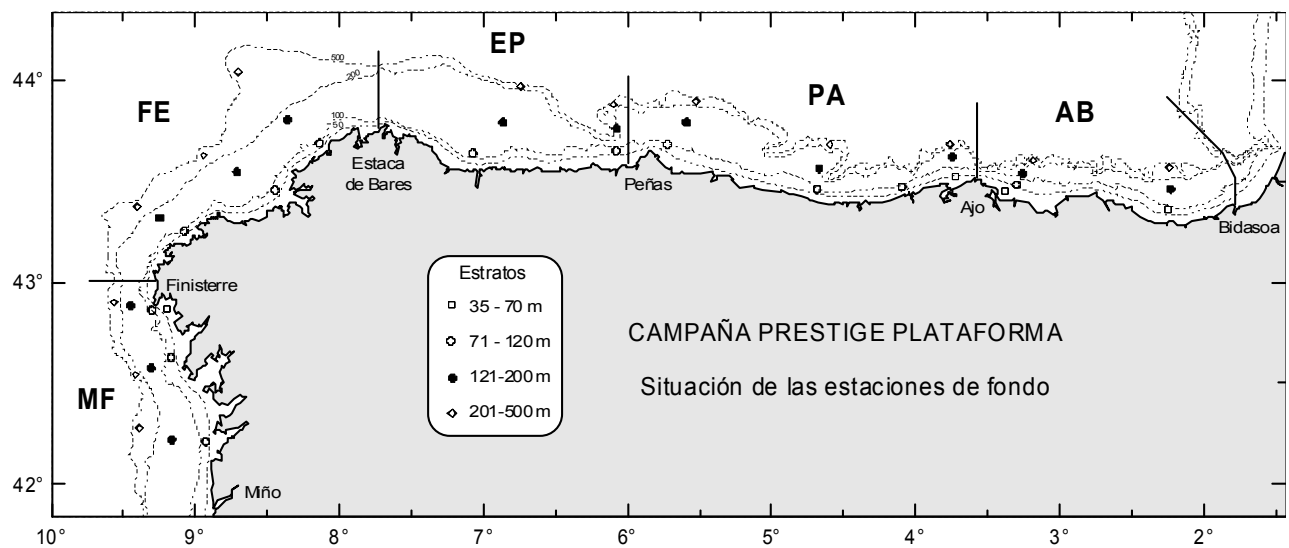 EP
44°
500
200
PA
FE
AB
100
50
Estaca
de Bares
Peñas
Ajo
Bidasoa
43°
Finisterre
Estratos
35 - 70 m
71 - 120 m
121-200 m
201-500 m
CAMPAÑA PRESTIGE PLATAFORMA
Situación de las estaciones de fondo
MF
42°
Miño
10° 9° 8° 7° 6° 5° 4° 3° 2°